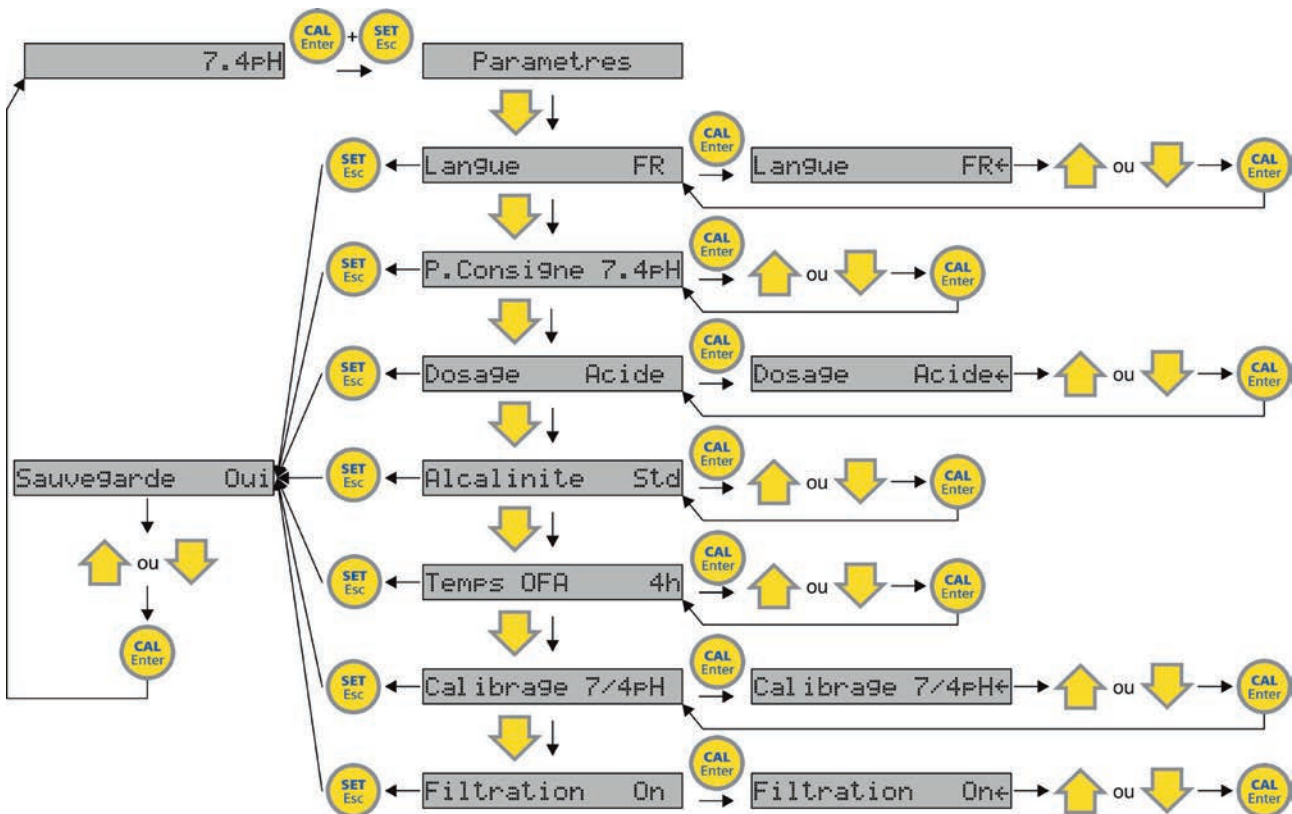 7.4pH
CAL Enter + SET Esc
Parametres
SET Esc
Langue FR
CAL Enter
Langue FR←
ou
CAL Enter
SET Esc
P.Consigne 7.4pH
CAL Enter
ou
CAL Enter
SET Esc
Dosage Acide
CAL Enter
Dosage Acide←
ou
CAL Enter
Sauvegarde Oui
ou
CAL Enter
SET Esc
Alcalinite Std
CAL Enter
ou
CAL Enter
SET Esc
Temps OFA 4h
CAL Enter
ou
CAL Enter
SET Esc
Calibrage 7/4pH
CAL Enter
Calibrage 7/4pH←
ou
CAL Enter
SET Esc
Filtration On
CAL Enter
Filtration On←
ou
CAL Enter